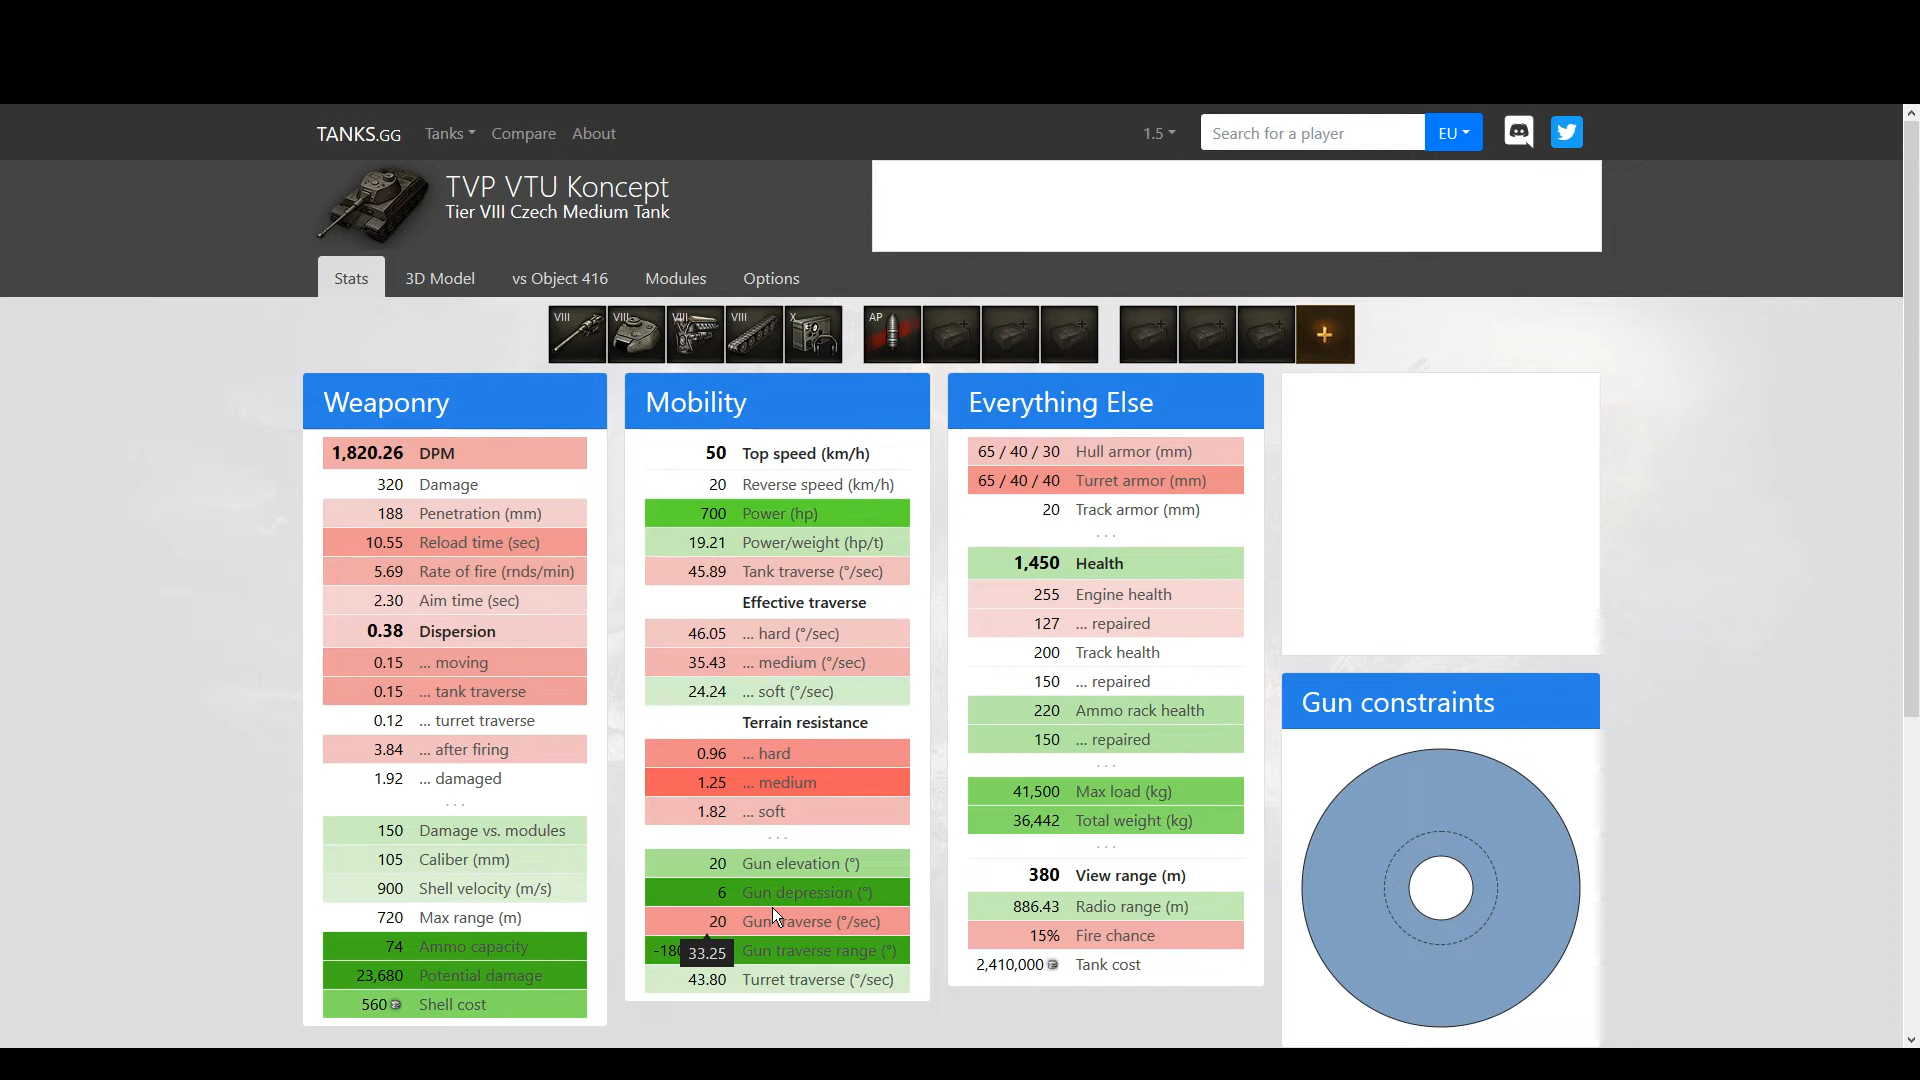 TANKS.GG Tanks Compare About 1.5 Search for a player EU
TVP VTU Koncept
Tier VIII Czech Medium Tank
Stats 3D Model vs Object 416 Modules Options
VIII VIII VIII VIII X AP
Weaponry
1,820.26 DPM
320 Damage
188 Penetration (mm)
10.55 Reload time (sec)
5.69 Rate of fire (rnds/min)
2.30 Aim time (sec)
0.38 Dispersion
0.15 ... moving
0.15 ... tank traverse
0.12 ... turret traverse
3.84 ... after firing
1.92 ... damaged
...
150 Damage vs. modules
105 Caliber (mm)
900 Shell velocity (m/s)
720 Max range (m)
74 Ammo capacity
23,680 Potential damage
560 Shell cost
Mobility
50 Top speed (km/h)
20 Reverse speed (km/h)
700 Power (hp)
19.21 Power/weight (hp/t)
45.89 Tank traverse (°/sec)
Effective traverse
46.05 ... hard (°/sec)
35.43 ... medium (°/sec)
24.24 ... soft (°/sec)
Terrain resistance
0.96 ... hard
1.25 ... medium
1.82 ... soft
...
20 Gun elevation (°)
6 Gun depression (°)
20 Gun traverse (°/sec)
33.25 Gun traverse range (°)
43.80 Turret traverse (°/sec)
Everything Else
65 / 40 / 30 Hull armor (mm)
65 / 40 / 40 Turret armor (mm)
20 Track armor (mm)
...
1,450 Health
255 Engine health
127 ... repaired
200 Track health
150 ... repaired
220 Ammo rack health
150 ... repaired
...
41,500 Max load (kg)
36,442 Total weight (kg)
...
380 View range (m)
886.43 Radio range (m)
15% Fire chance
2,410,000 Tank cost
Gun constraints